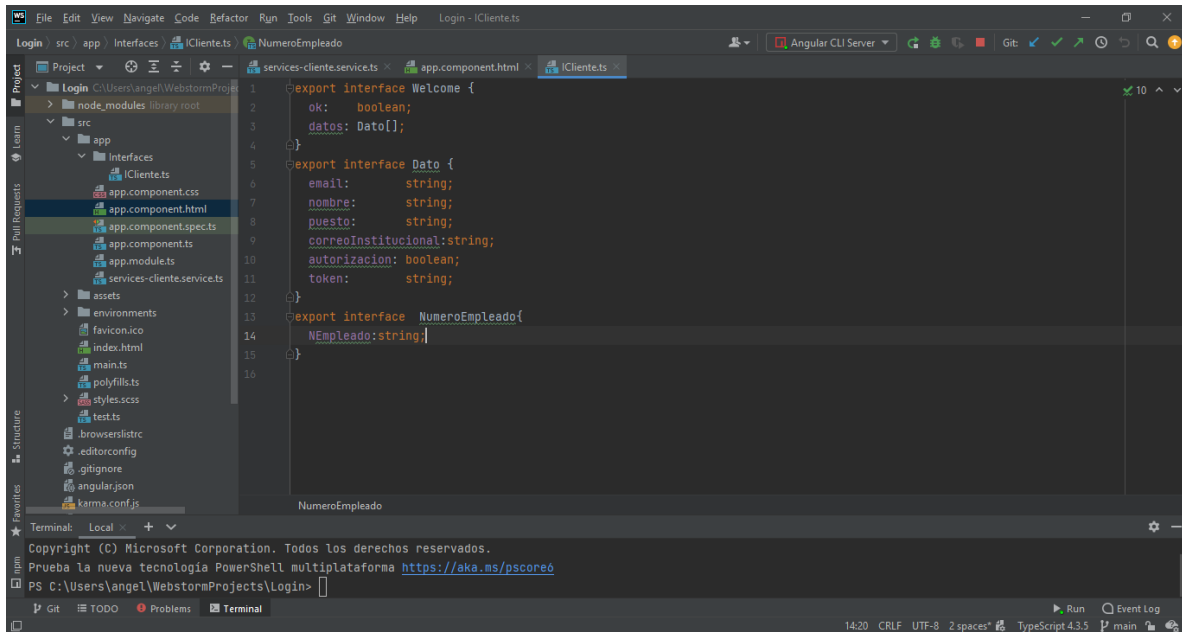 WS File Edit View Navigate Code Refactor Run Tools Git Window Help Login - ICliente.ts
Login src app Interfaces ICliente.ts NumeroEmpleado Angular CLI Server Git:
Project services-cliente.service.ts app.component.html ICliente.ts
Project
Learn
Pull Requests
Structure
Favorites
npm
Login C:\Users\angel\WebstormProjec
node_modules library root
src
app
Interfaces
ICliente.ts
app.component.css
app.component.html
app.component.spec.ts
app.component.ts
app.module.ts
services-cliente.service.ts
assets
environments
favicon.ico
index.html
main.ts
polyfills.ts
styles.scss
test.ts
.browserslistrc
.editorconfig
.gitignore
angular.json
karma.conf.js
10
1 export interface Welcome {
2 ok: boolean;
3 datos: Dato[];
4 }
5 export interface Dato {
6 email: string;
7 nombre: string;
8 puesto: string;
9 correoInstitucional:string;
10 autorizacion: boolean;
11 token: string;
12 }
13 export interface NumeroEmpleado{
14 NEmpleado:string;
15 }
16
NumeroEmpleado
Terminal: Local
Copyright (C) Microsoft Corporation. Todos los derechos reservados.
Prueba la nueva tecnología PowerShell multiplataforma https://aka.ms/pscore6
PS C:\Users\angel\WebstormProjects\Login>
Git TODO Problems Terminal Run Event Log
14:20 CRLF UTF-8 2 spaces* TypeScript 4.3.5 main